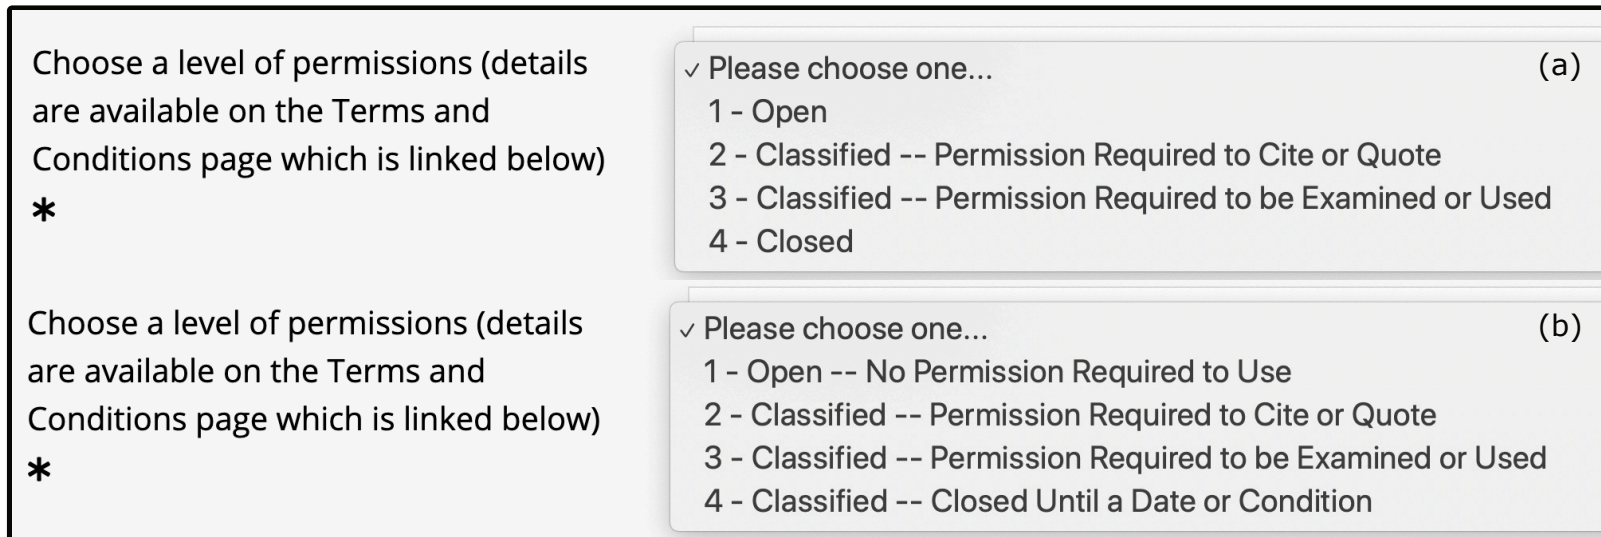 Choose a level of permissions (details
are available on the Terms and
Conditions page which is linked below)
*
✓ Please choose one... (a)
1 - Open
2 - Classified -- Permission Required to Cite or Quote
3 - Classified -- Permission Required to be Examined or Used
4 - Closed
Choose a level of permissions (details
are available on the Terms and
Conditions page which is linked below)
*
✓ Please choose one... (b)
1 - Open -- No Permission Required to Use
2 - Classified -- Permission Required to Cite or Quote
3 - Classified -- Permission Required to be Examined or Used
4 - Classified -- Closed Until a Date or Condition